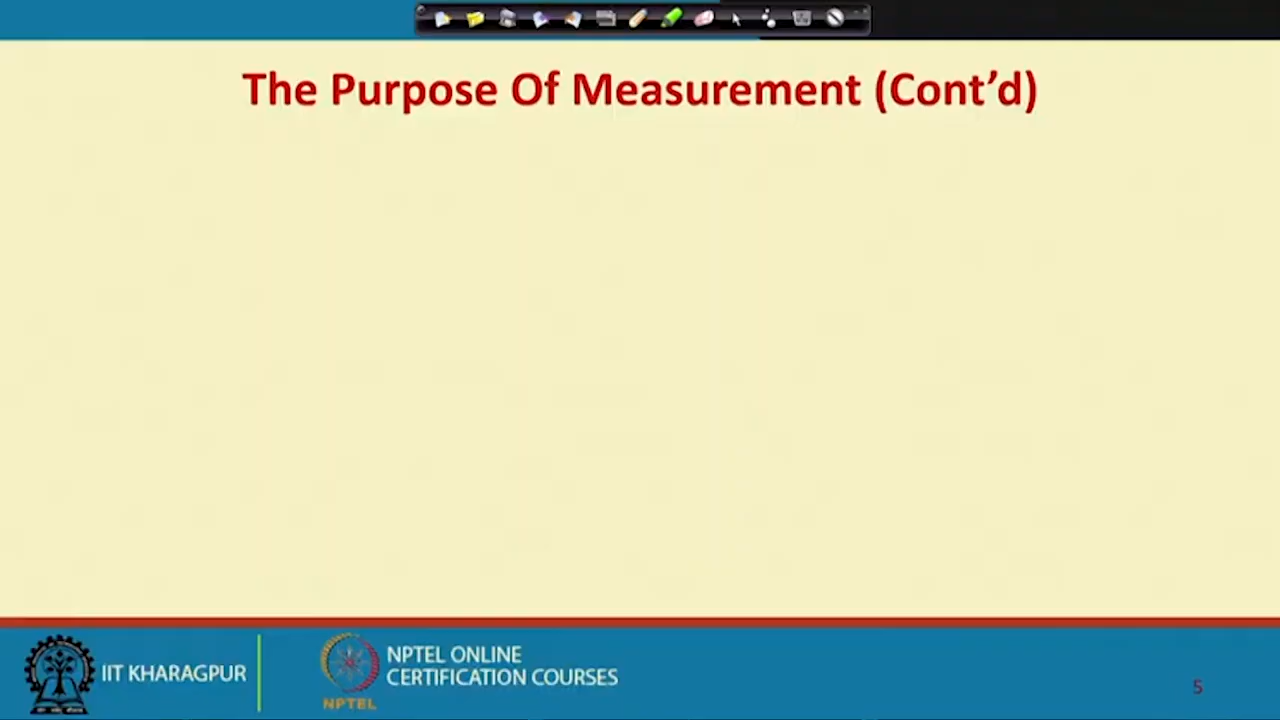 The Purpose Of Measurement (Cont'd)
IIT KHARAGPUR
NPTEL
NPTEL ONLINE
CERTIFICATION COURSES
5